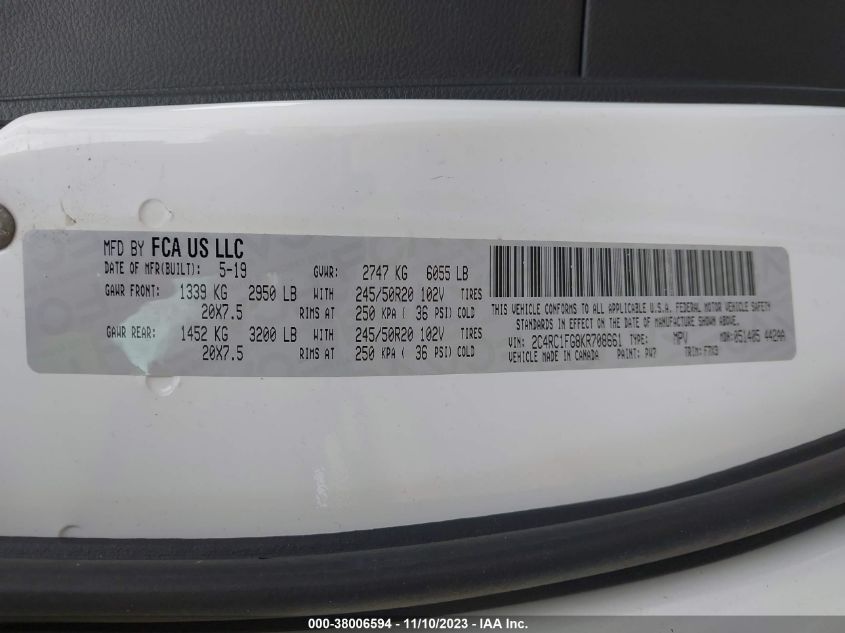 MFD BY FCA US LLC
DATE OF MFR(BUILT): 5-19 GVWR: 2747 KG 6055 LB
GAWR FRONT: 1339 KG 2950 LB WITH 245/50R20 102V TIRES
20X7.5 RIMS AT 250 KPA ( 36 PSI) COLD
GAWR REAR: 1452 KG 3200 LB WITH 245/50R20 102V TIRES
20X7.5 RIMS AT 250 KPA ( 36 PSI) COLD
THIS VEHICLE CONFORMS TO ALL APPLICABLE U.S.A. FEDERAL MOTOR VEHICLE SAFETY
STANDARDS IN EFFECT ON THE DATE OF MANUFACTURE SHOWN ABOVE.
VIN: 2C4RC1FG8KR708661 TYPE: MPV MDH: 051405 442AA
VEHICLE MADE IN CANADA PAINT: PW7 TRIM: F7X9
000-38006594 - 11/10/2023 - IAA Inc.